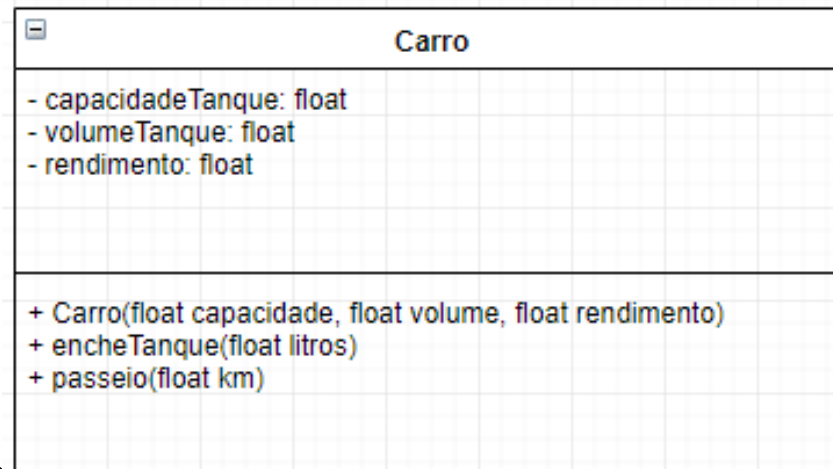 Carro
- capacidadeTanque: float
- volumeTanque: float
- rendimento: float
+ Carro(float capacidade, float volume, float rendimento)
+ encheTanque(float litros)
+ passeio(float km)